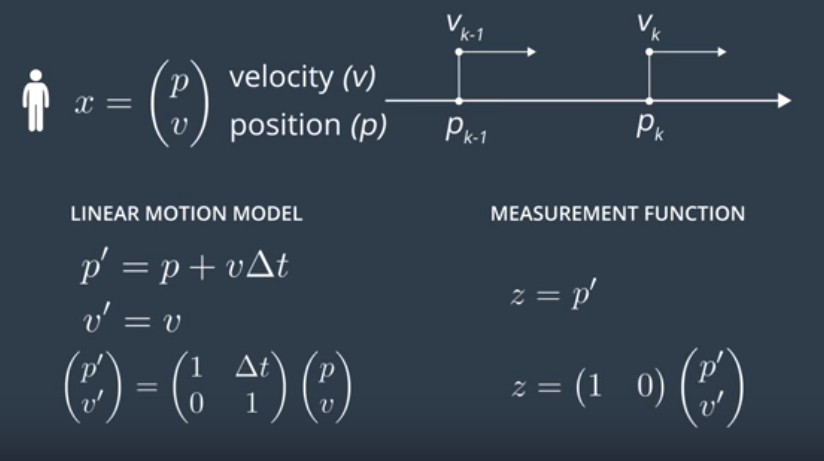 x = (p v) velocity (v)
position (p)
v_{k-1} v_k
p_{k-1} p_k
LINEAR MOTION MODEL
p′ = p + vΔt
v′ = v
(p′ v′) = (1 Δt 0 1) (p v)
MEASUREMENT FUNCTION
z = p′
z = (1 0) (p′ v′)